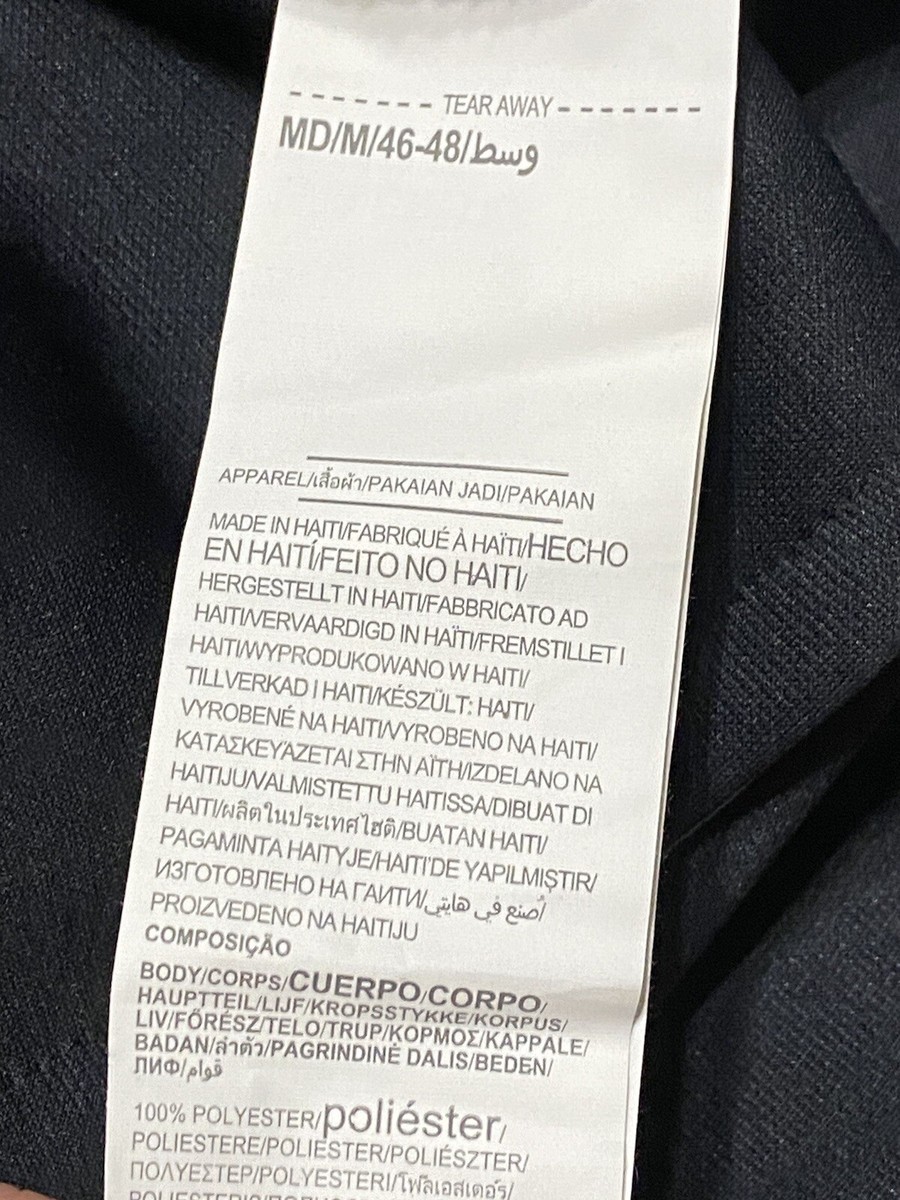 ------- TEAR AWAY -------
MD/M/46-48/وسط
APPAREL/เสื้อผ้า/PAKAIAN JADI/PAKAIAN
MADE IN HAITI/FABRIQUÉ À HAÏTI/HECHO
EN HAITÍ/FEITO NO HAITI/
HERGESTELLT IN HAITI/FABBRICATO AD
HAITI/VERVAARDIGD IN HAÏTI/FREMSTILLET I
HAITI/WYPRODUKOWANO W HAITI/
TILLVERKAD I HAITI/KÉSZÜLT: HAITI/
VYROBENÉ NA HAITI/VYROBENO NA HAITI/
ΚΑΤΑΣΚΕΥΆΖΕΤΑΙ ΣΤΗΝ ΑΪΤΗ/IZDELANO NA
HAITIJU/VALMISTETTU HAITISSA/DIBUAT DI
HAITI/ผลิตในประเทศไฮติ/BUATAN HAITI/
PAGAMINTA HAITYJE/HAITI'DE YAPILMIŞTIR/
ИЗГОТОВЛЕНО НА ГАИТИ/أصنع في هايتي/
PROIZVEDENO NA HAITIJU
COMPOSIÇÃO
BODY/CORPS/CUERPO/CORPO/
HAUPTTEIL/LIJF/KROPSSTYKKE/KORPUS/
LIV/FŐRÉSZ/TELO/TRUP/ΚΟΡΜΟΣ/KAPPALE/
BADAN/ลำตัว/PAGRINDINĖ DALIS/BEDEN/
ЛИФ/قوام
100% POLYESTER/poliéster/
POLIESTERE/POLIESTER/POLIÉSZTER/
ΠΟΛΥΕΣΤΕΡ/POLYESTERI/โพลีเอสเตอร์/